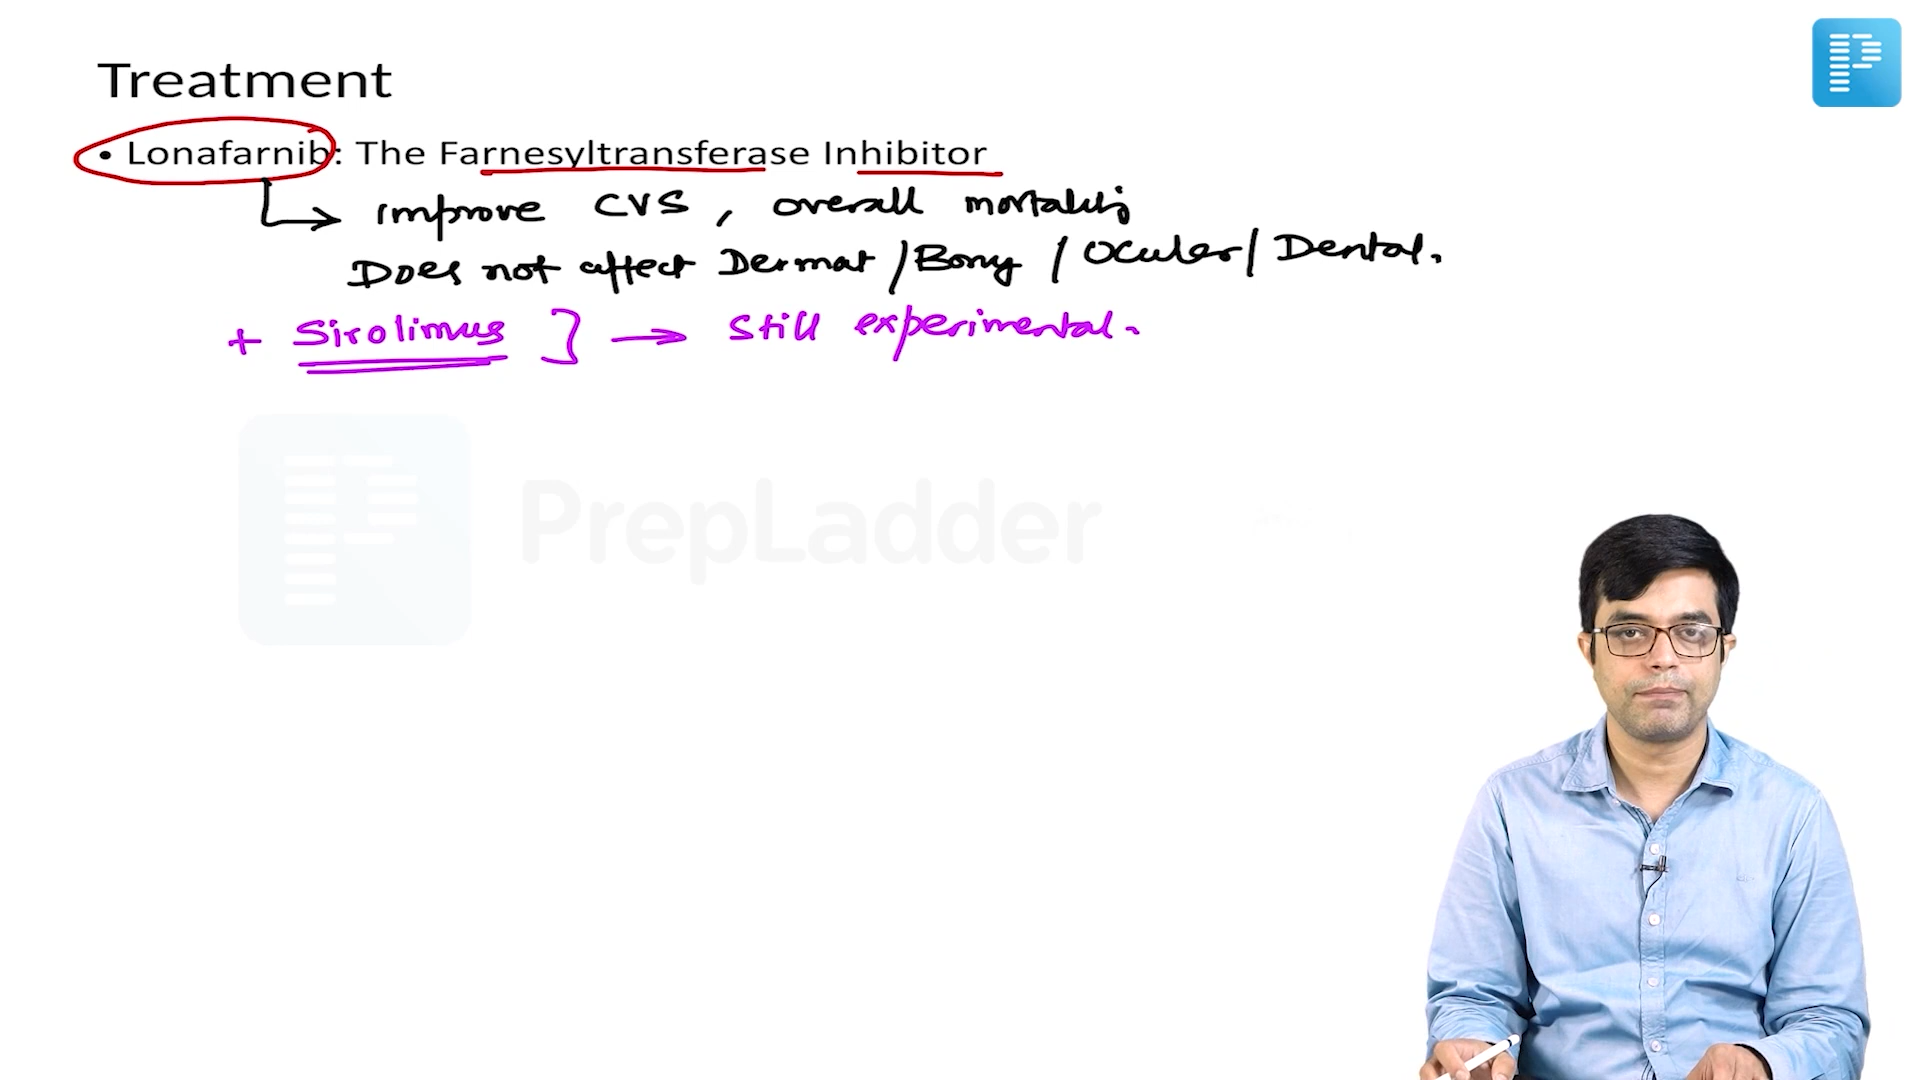 Treatment
• Lonafarnib: The Farnesyltransferase Inhibitor
Improve CVS, overall mortality
Does not affect Dermat/Bony/Ocular/Dental.
+ Sirolimus ] → Still experimental.
PrepLadder